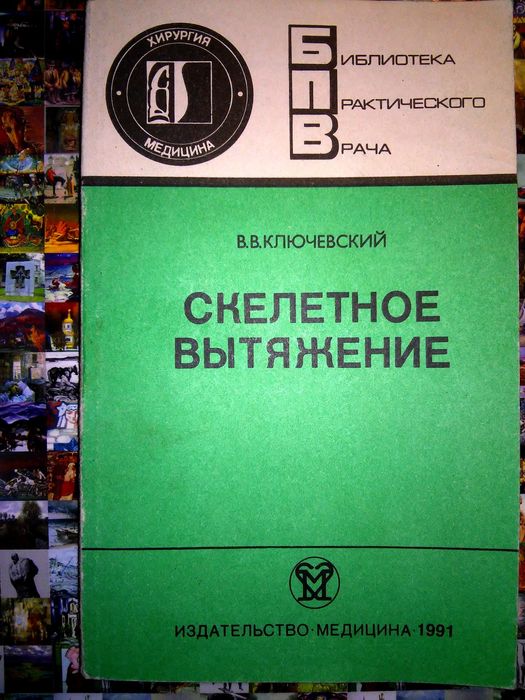 ХИРУРГИЯ
МЕДИЦИНА
БИБЛИОТЕКА
ПРАКТИЧЕСКОГО
ВРАЧА
В.В.КЛЮЧЕВСКИЙ
СКЕЛЕТНОЕ
ВЫТЯЖЕНИЕ
ИЗДАТЕЛЬСТВО·МЕДИЦИНА·1991